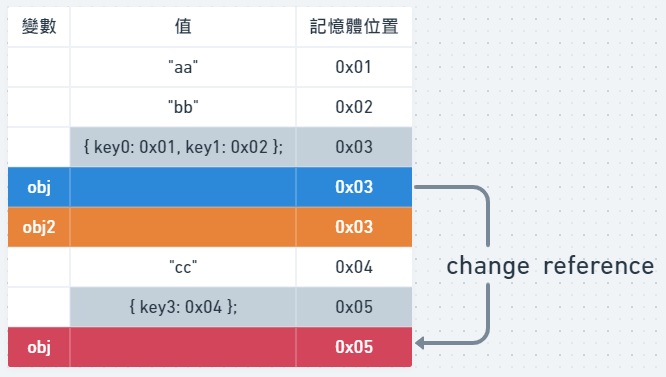 變數 值 記憶體位置
"aa" 0x01
"bb" 0x02
{ key0: 0x01, key1: 0x02 }; 0x03
obj 0x03
obj2 0x03
"cc" 0x04
change reference
{ key3: 0x04 }; 0x05
obj 0x05